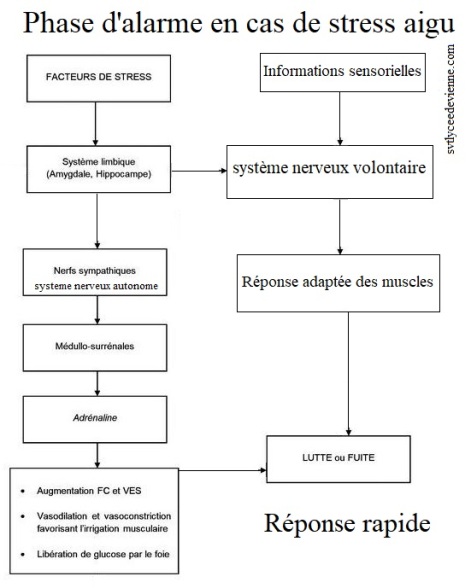 Phase d'alarme en cas de stress aigu
FACTEURS DE STRESS
Informations sensorielles
svtlyceedevienne.com
Système limbique
(Amygdale, Hippocampe)
système nerveux volontaire
Nerfs sympathiques
systeme nerveux autonome
Réponse adaptée des muscles
Médullo-surrénales
Adrénaline
LUTTE ou FUITE
• Augmentation FC et VES
• Vasodilation et vasoconstriction
favorisant l'irrigation musculaire
• Libération de glucose par le foie
Réponse rapide